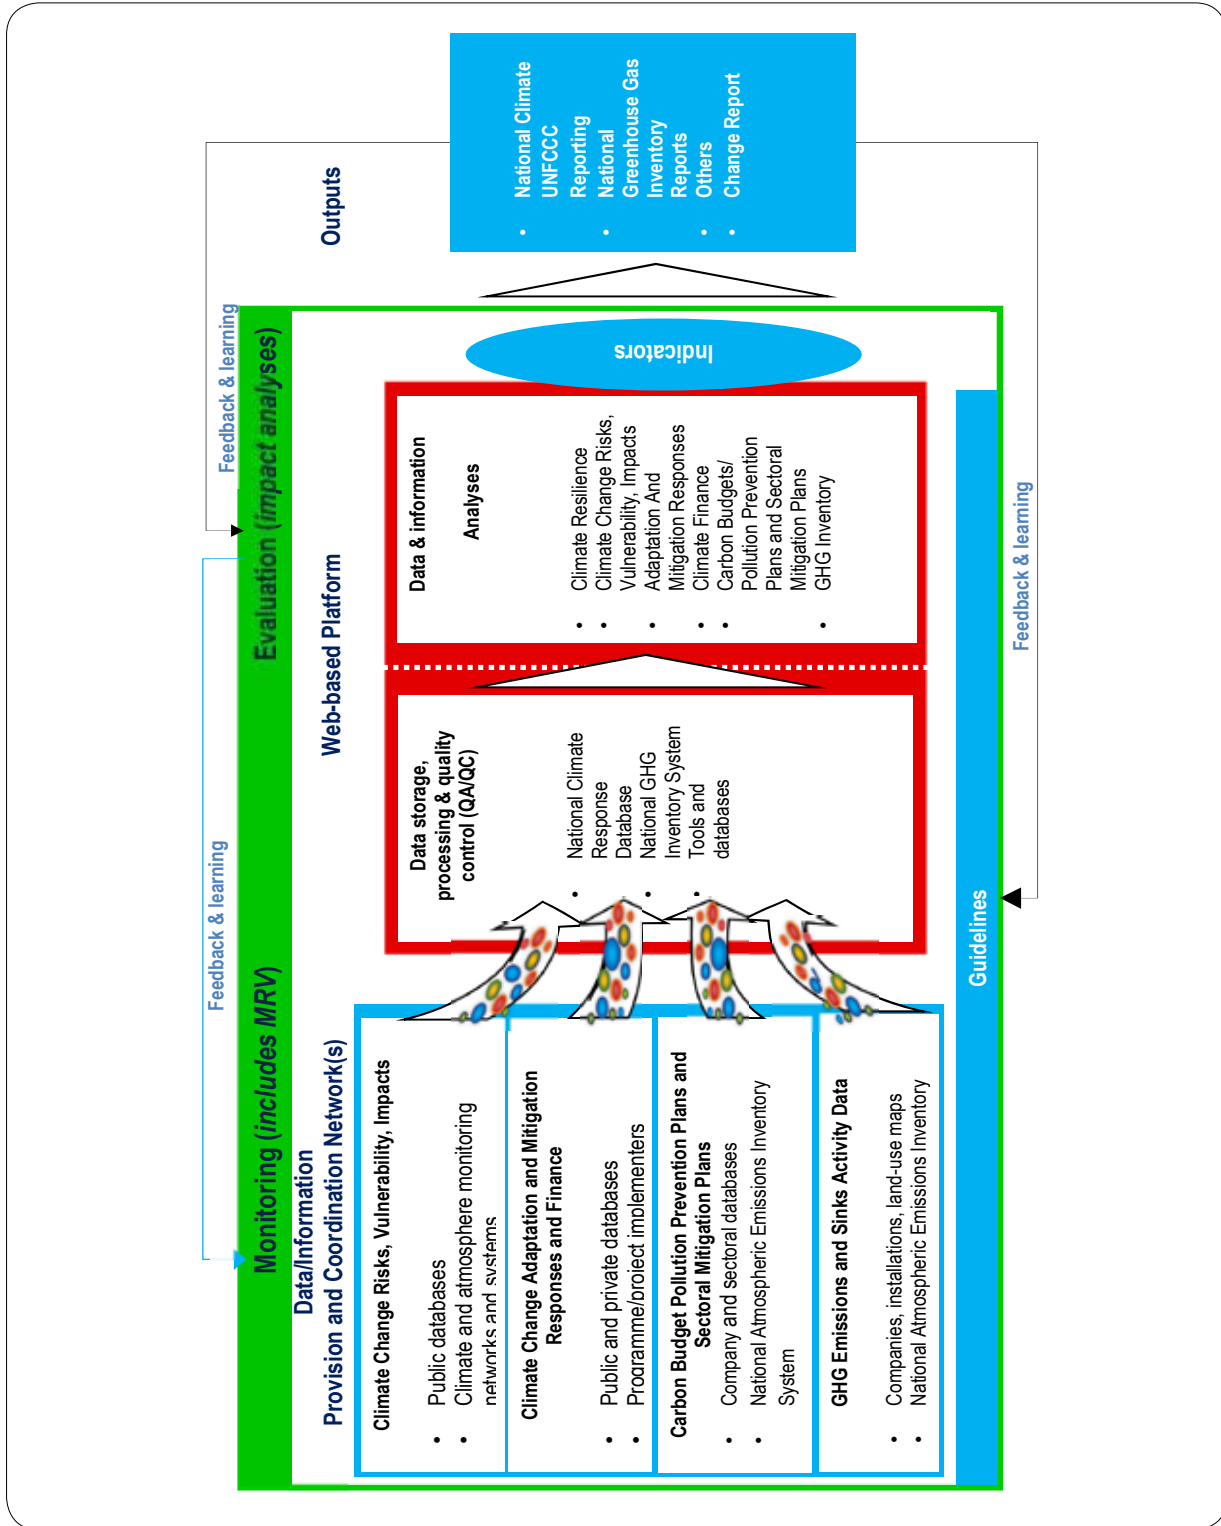 Feedback & learning
Feedback & learning
Monitoring (includes MRV)
Evaluation (impact analyses)
Data/Information
Provision and Coordination Network(s)
Web-based Platform
Outputs
Climate Change Risks, Vulnerability, Impacts
• Public databases
• Climate and atmosphere monitoring
networks and systems
Climate Change Adaptation and Mitigation
Responses and Finance
• Public and private databases
• Programme/project implementers
Carbon Budget Pollution Prevention Plans and
Sectoral Mitigation Plans
• Company and sectoral databases
• National Atmospheric Emissions Inventory
System
GHG Emissions and Sinks Activity Data
• Companies, installations, land-use maps
• National Atmospheric Emissions Inventory
Data storage,
processing & quality
control (QA/QC)
• National Climate
Response
Database
• National GHG
Inventory System
• Tools and
databases
Data & information
Analyses
• Climate Resilience
• Climate Change Risks,
Vulnerability, Impacts
• Adaptation And
Mitigation Responses
• Climate Finance
• Carbon Budgets/
Pollution Prevention
Plans and Sectoral
Mitigation Plans
• GHG Inventory
Indicators
• National Climate
UNFCCC
Reporting
• National
Greenhouse Gas
Inventory
Reports
• Others
• Change Report
Guidelines
Feedback & learning